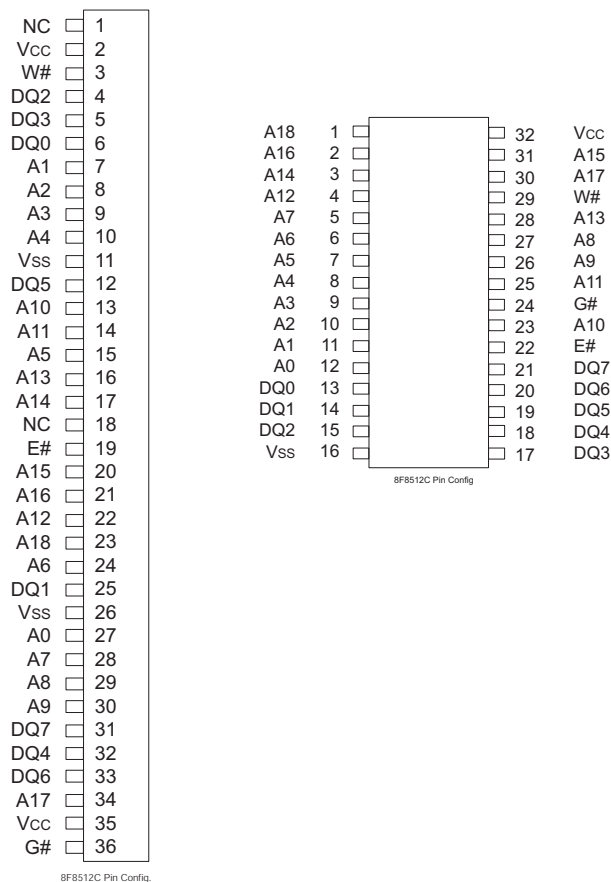 NC 1
Vcc 2
W# 3
DQ2 4
DQ3 5
DQ0 6
A1 7
A2 8
A3 9
A4 10
Vss 11
DQ5 12
A10 13
A11 14
A5 15
A13 16
A14 17
NC 18
E# 19
A15 20
A16 21
A12 22
A18 23
A6 24
DQ1 25
Vss 26
A0 27
A7 28
A8 29
A9 30
DQ7 31
DQ4 32
DQ6 33
A17 34
Vcc 35
G# 36
8F8512C Pin Config.
A18 1 32 Vcc
A16 2 31 A15
A14 3 30 A17
A12 4 29 W#
A7 5 28 A13
A6 6 27 A8
A5 7 26 A9
A4 8 25 A11
A3 9 24 G#
A2 10 23 A10
A1 11 22 E#
A0 12 21 DQ7
DQ0 13 20 DQ6
DQ1 14 19 DQ5
DQ2 15 18 DQ4
Vss 16 17 DQ3
8F8512C Pin Config